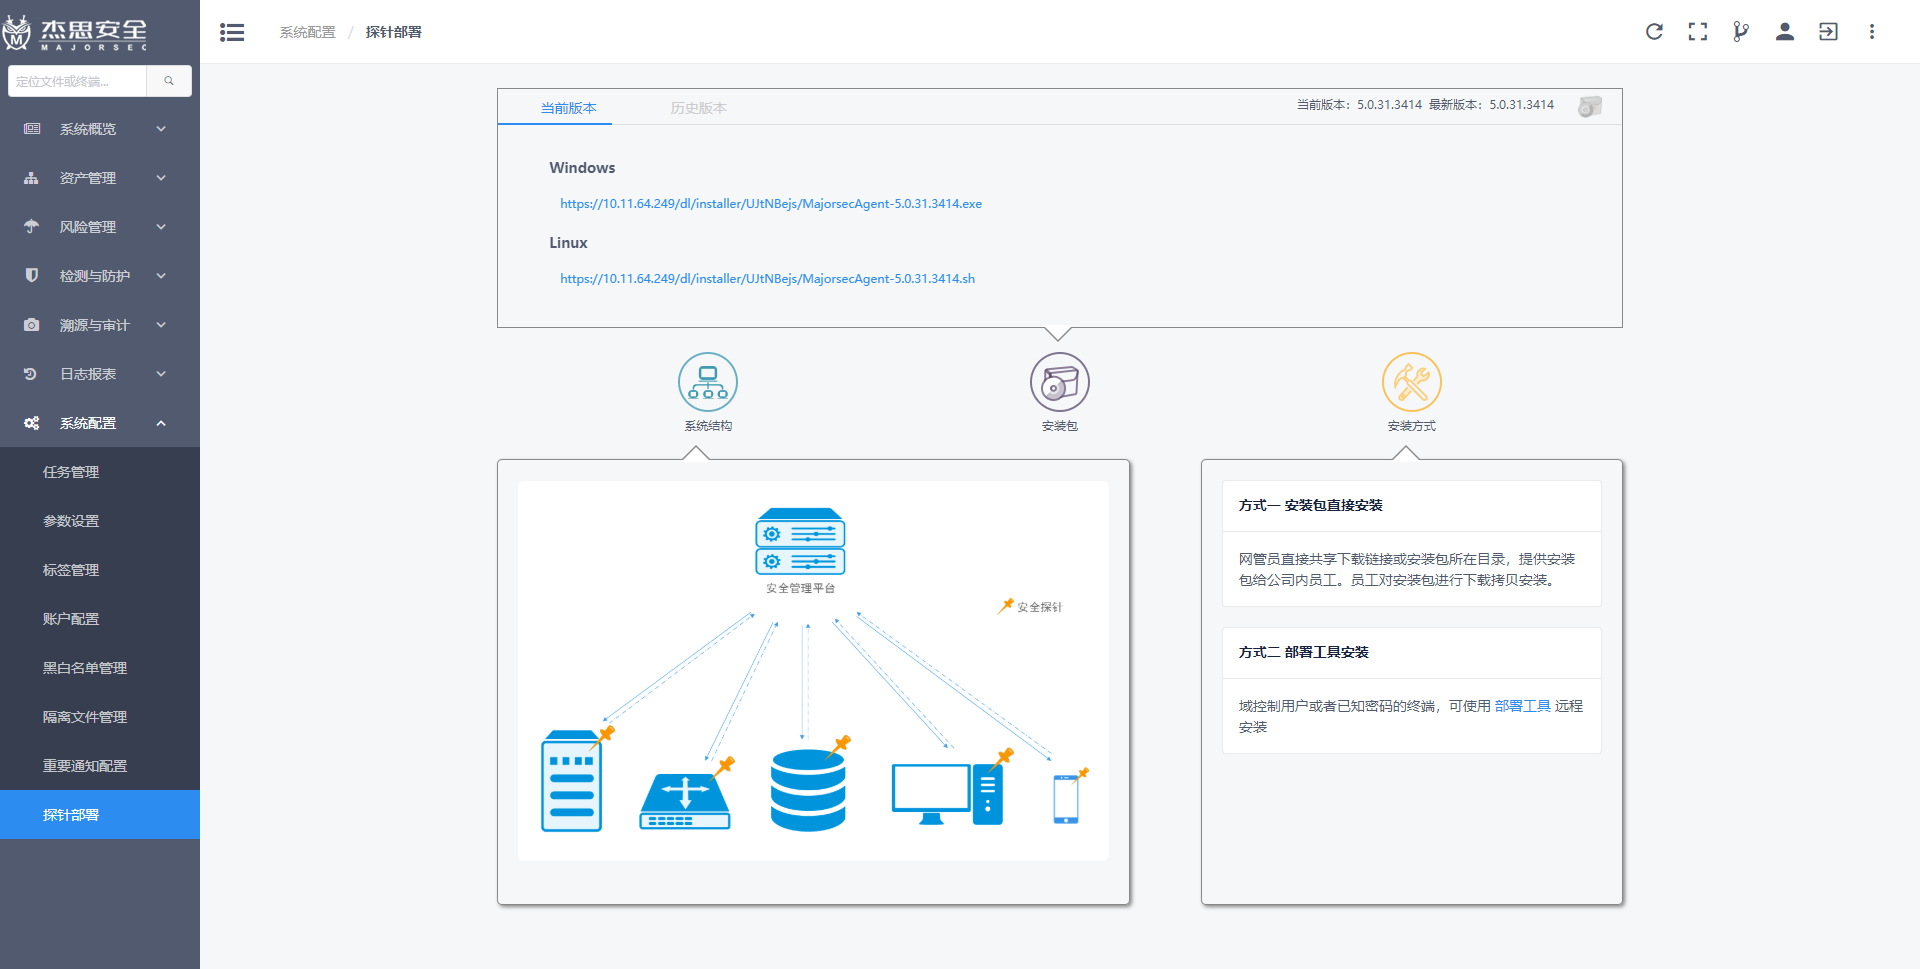 杰思安全
MAJORSEC
定位文件或终端...
系统概览
资产管理
风险管理
检测与防护
溯源与审计
日志报表
系统配置
任务管理
参数设置
标签管理
账户配置
黑白名单管理
隔离文件管理
重要通知配置
探针部署
系统配置 / 探针部署
当前版本 历史版本 当前版本：5.0.31.3414 最新版本：5.0.31.3414
Windows
https://10.11.64.249/dl/installer/UJtNBejs/MajorsecAgent-5.0.31.3414.exe
Linux
https://10.11.64.249/dl/installer/UJtNBejs/MajorsecAgent-5.0.31.3414.sh
系统结构 安装包 安装方式
安全管理平台
安全探针
方式一 安装包直接安装
网管员直接共享下载链接或安装包所在目录，提供安装
包给公司内员工。员工对安装包进行下载拷贝安装。
方式二 部署工具安装
域控制用户或者已知密码的终端，可使用 部署工具 远程
安装